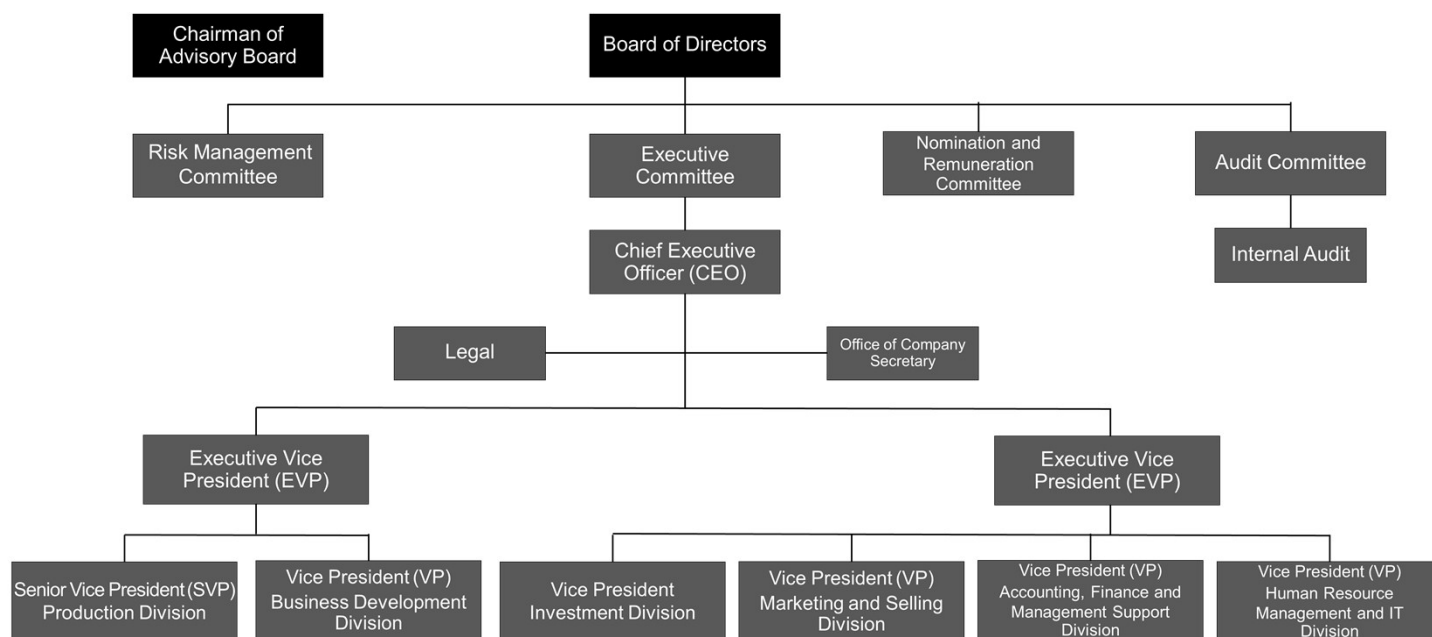 Chairman of
Advisory Board
Board of Directors
Risk Management
Committee
Executive
Committee
Nomination and
Remuneration
Committee
Audit Committee
Chief Executive
Officer (CEO)
Internal Audit
Legal
Office of Company
Secretary
Executive Vice
President (EVP)
Executive Vice
President (EVP)
Senior Vice President (SVP)
Production Division
Vice President (VP)
Business Development
Division
Vice President
Investment Division
Vice President (VP)
Marketing and Selling
Division
Vice President (VP)
Accounting, Finance and
Management Support
Division
Vice President (VP)
Human Resource
Management and IT
Division